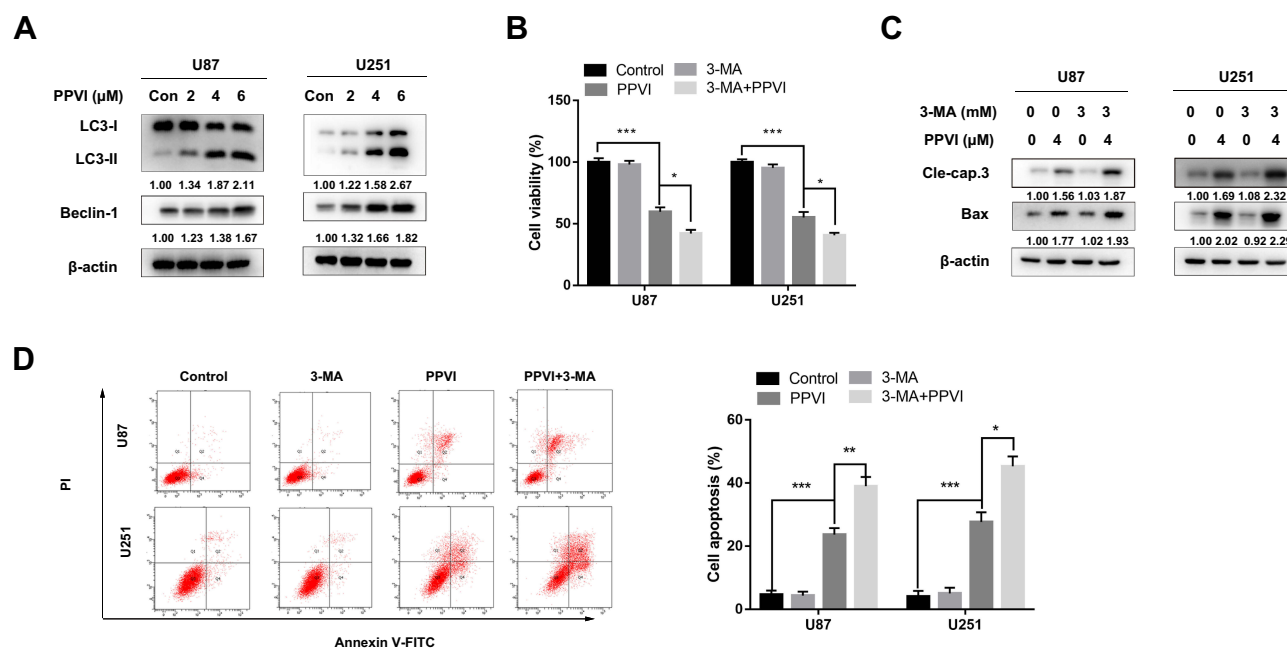 A
U87
U251
PPVI (μM) Con 2 4 6 Con 2 4 6
LC3-I
LC3-II
1.00 1.34 1.87 2.11 1.00 1.22 1.58 2.67
Beclin-1
1.00 1.23 1.38 1.67 1.00 1.32 1.66 1.82
β-actin
B
Control 3-MA
PPVI 3-MA+PPVI
Cell viability (%)
150
100
50
0
*** * *** *
U87 U251
C
U87 U251
3-MA (mM) 0 0 3 3 0 0 3 3
PPVI (μM) 0 4 0 4 0 4 0 4
Cle-cap.3
1.00 1.56 1.03 1.87 1.00 1.69 1.08 2.32
Bax
1.00 1.77 1.02 1.93 1.00 2.02 0.92 2.29
β-actin
D
Control 3-MA PPVI PPVI+3-MA
U87
U251
PI
Q1 Q2 Q4
Annexin V-FITC
Control 3-MA
PPVI 3-MA+PPVI
Cell apoptosis (%)
60
40
20
0
*** ** *** *
U87 U251